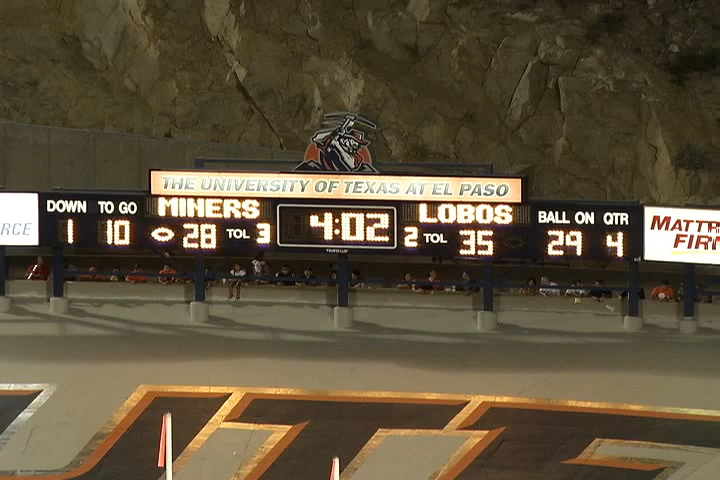 THE UNIVERSITY OF TEXAS AT EL PASO
DOWN TO GO MINERS 4:02 LOBOS BALL ON QTR
1 10 28 TOL 3 2 TOL 35 29 4
RCE
MATTR
FIR